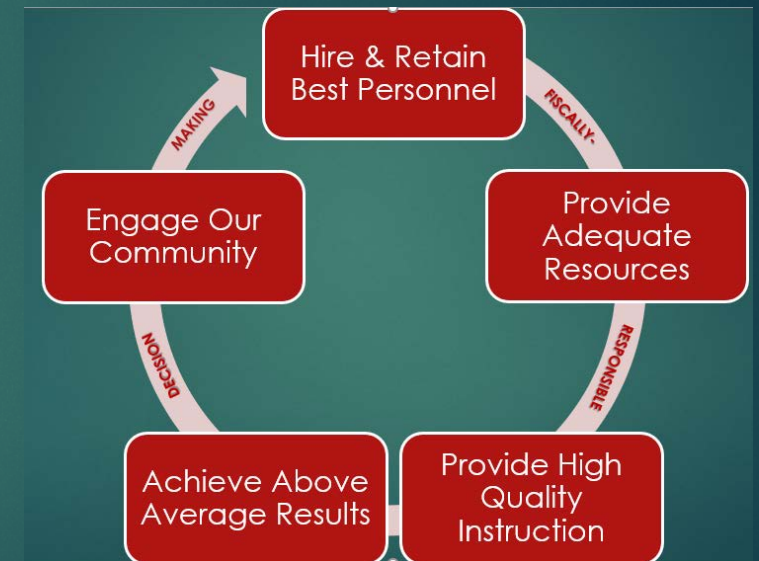 Hire & Retain
Best Personnel
FISCALLY-
Provide
Adequate
Resources
RESPONSIBLE
Provide High
Quality
Instruction
Achieve Above
Average Results
DECISION
Engage Our
Community
MAKING